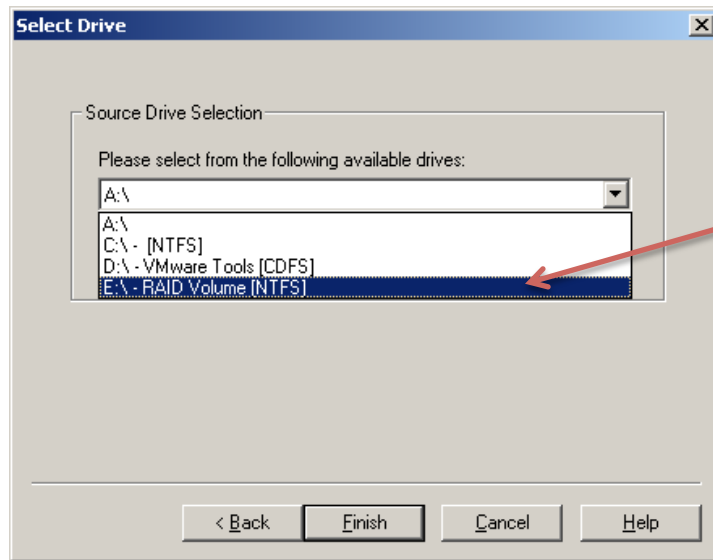 Select Drive
Source Drive Selection
Please select from the following available drives:
A:\
A:\
C:\ - [NTFS]
D:\ - VMware Tools [CDFS]
E:\ - RAID Volume [NTFS]
< Back Finish Cancel Help